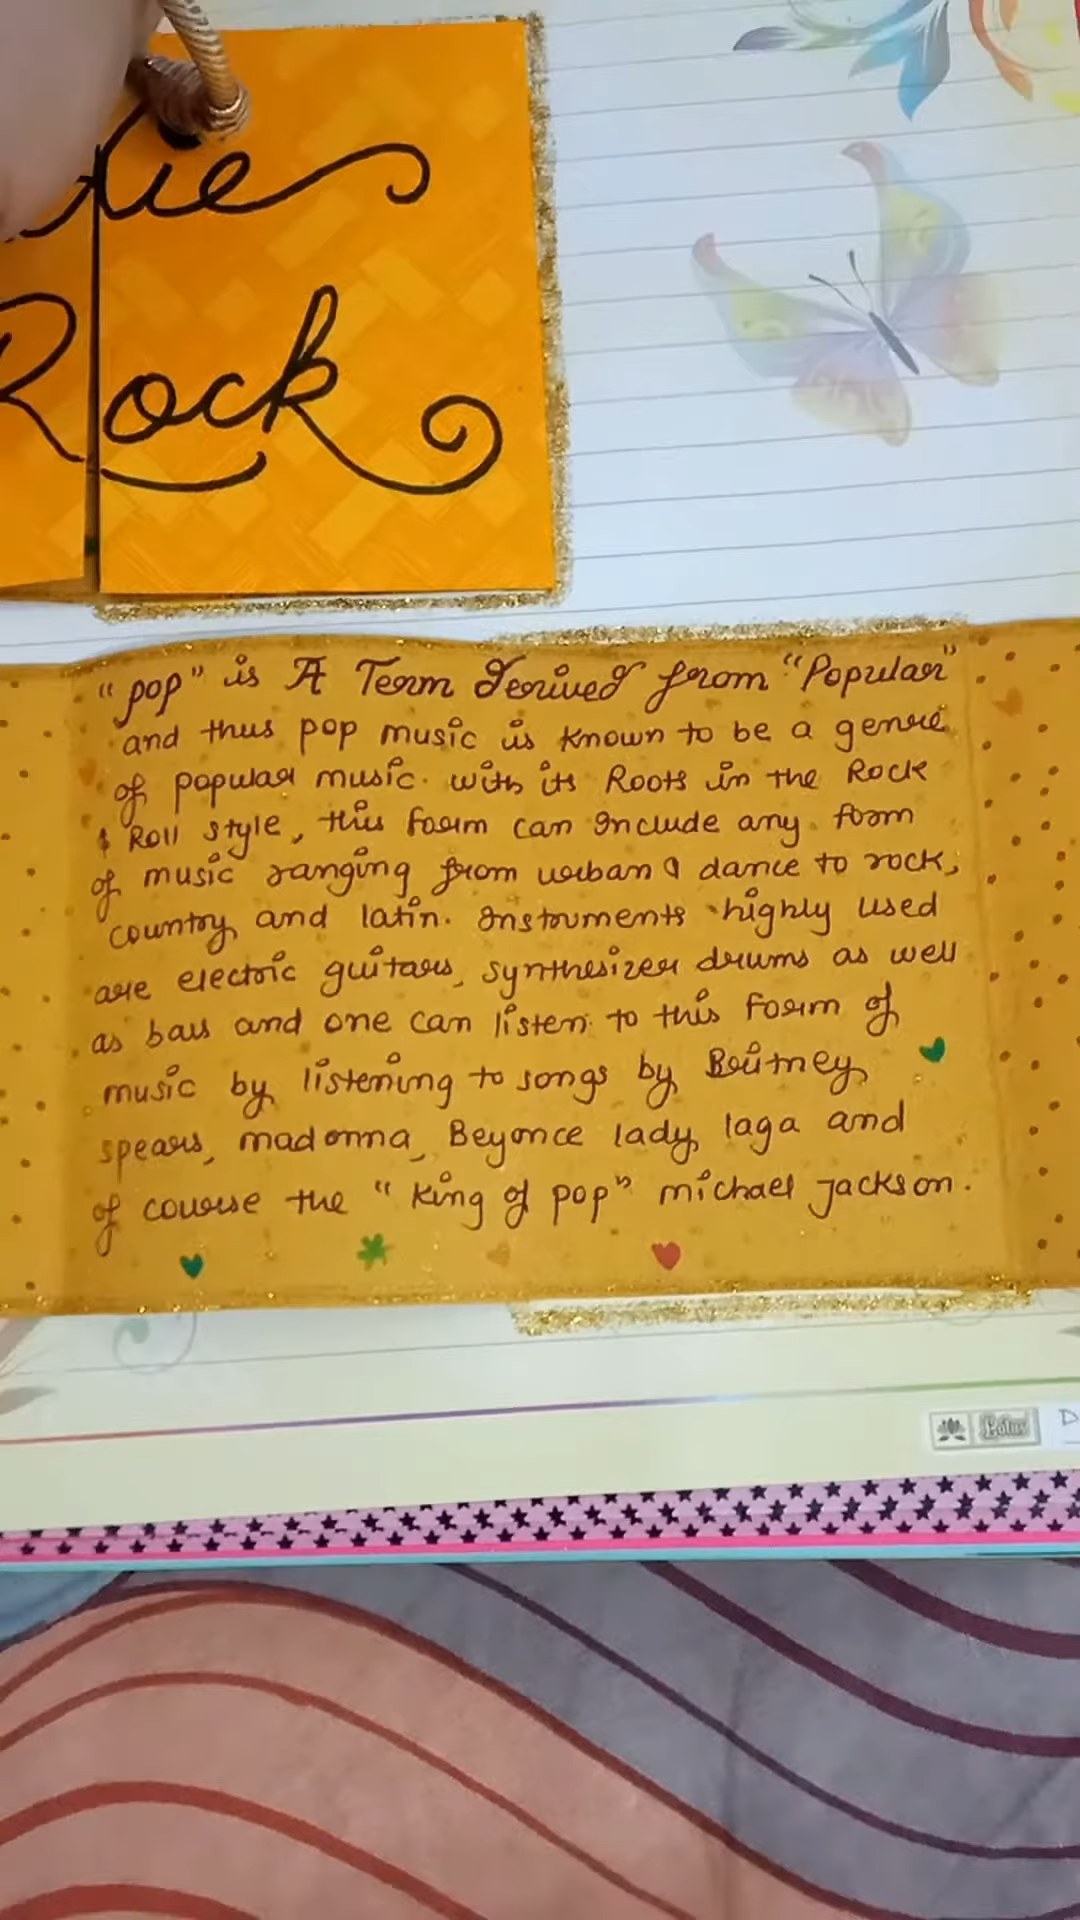 Rock
"pop" is A Term Derived from "Popular"
and thus pop music is known to be a genre
of popular music. with its Roots in the Rock
& Roll style, this form can Include any form
of music ranging from urban & dance to rock,
country and latin. Instruments highly used
are electric guitars, synthesizer drums as well
as bass and one can listen to this form of
music by listening to songs by Britney
spears, madonna, Beyonce lady laga and
of course the "king of pop" michael jackson.
Lotus
D